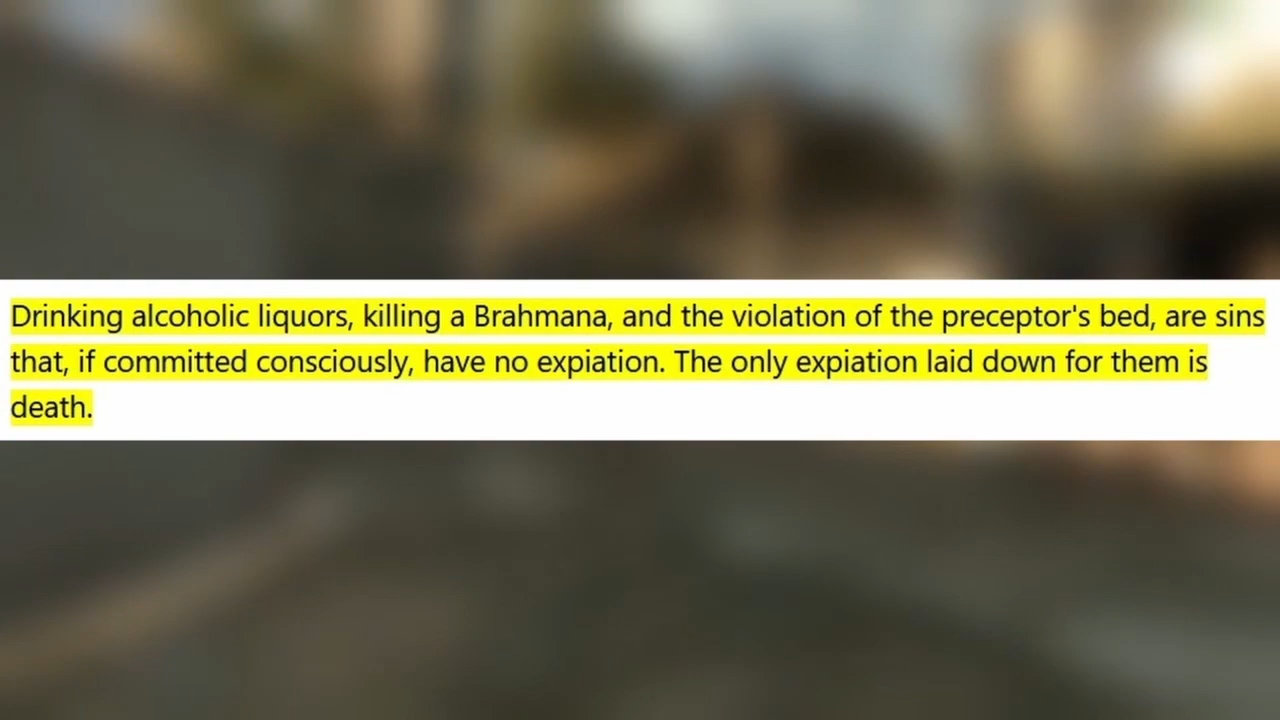 Drinking alcoholic liquors, killing a Brahmana, and the violation of the preceptor's bed, are sins
that, if committed consciously, have no expiation. The only expiation laid down for them is
death.